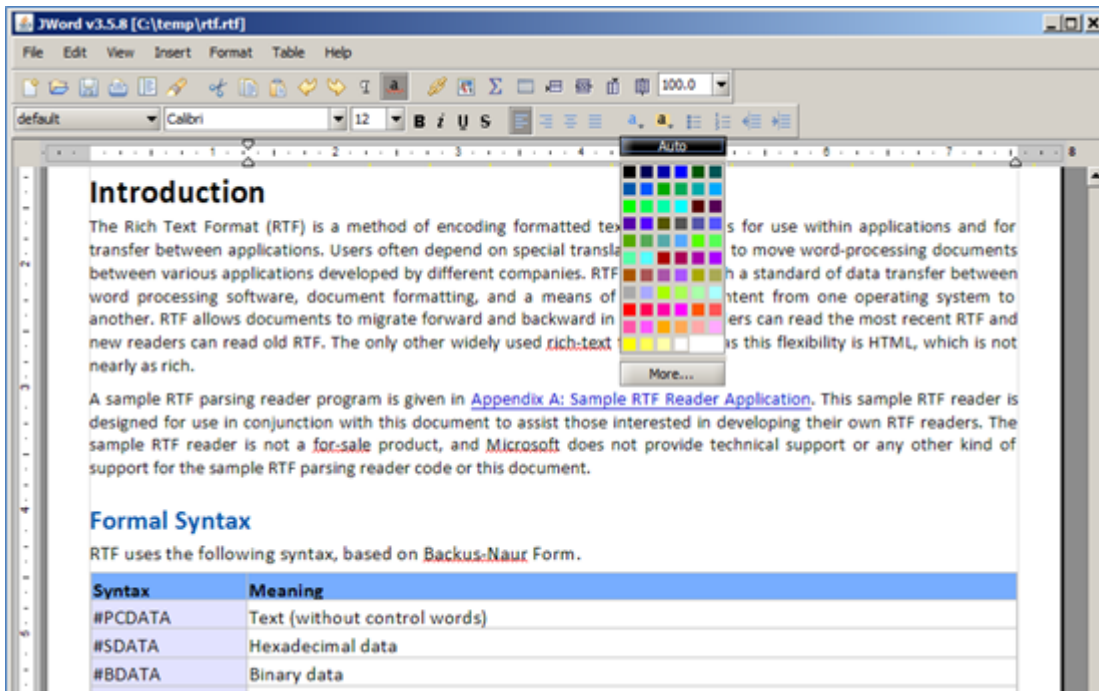 JWord v3.5.8 [C:\temp\rtf.rtf]
File Edit View Insert Format Table Help
100.0
default Calibri 12 B i U S a. a.
1 2 3 4 6 7 8
Auto
Introduction
The Rich Text Format (RTF) is a method of encoding formatted s for use within applications and for
transfer between applications. Users often depend on special to move word-processing documents
between various applications developed by different companies. RTF a standard of data transfer between
word processing software, document formatting, and a means of from one operating system to
another. RTF allows documents to migrate forward and backward in can read the most recent RTF and
new readers can read old RTF. The only other widely used rich-text as this flexibility is HTML, which is not
nearly as rich.
More...
A sample RTF parsing reader program is given in Appendix A: Sample RTF Reader Application. This sample RTF reader is
designed for use in conjunction with this document to assist those interested in developing their own RTF readers. The
sample RTF reader is not a for-sale product, and Microsoft does not provide technical support or any other kind of
support for the sample RTF parsing reader code or this document.
Formal Syntax
RTF uses the following syntax, based on Backus-Naur Form.
Syntax Meaning
#PCDATA Text (without control words)
#SDATA Hexadecimal data
#BDATA Binary data